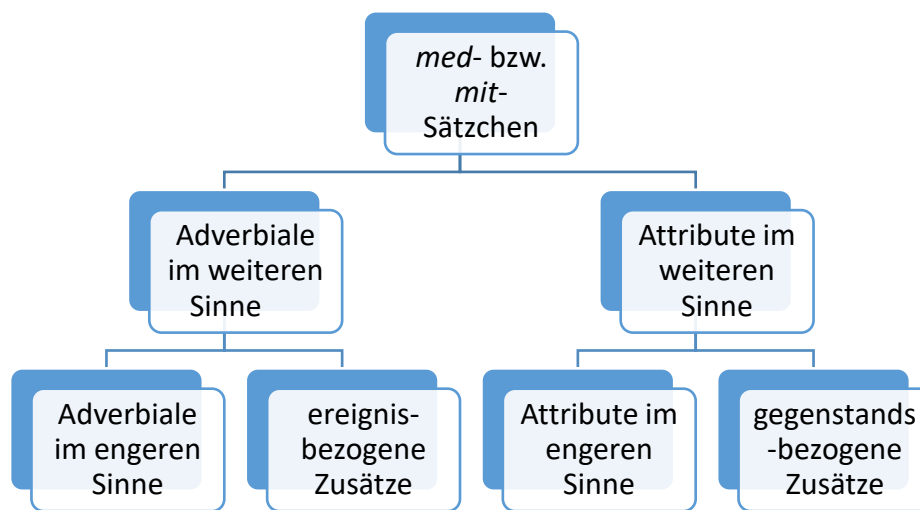 med- bzw.
mit-
Sätzchen
Adverbiale
im weiteren
Sinne
Attribute im
weiteren
Sinne
Adverbiale
im engeren
Sinne
ereignis-
bezogene
Zusätze
Attribute im
engeren
Sinne
gegenstands
-bezogene
Zusätze